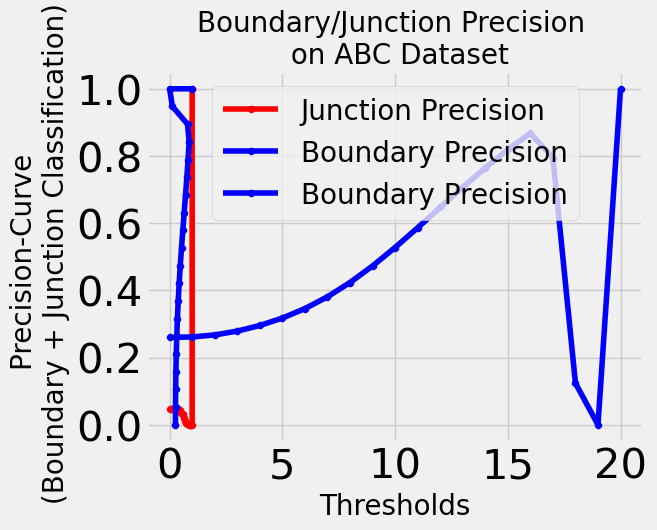 Boundary/Junction Precision
on ABC Dataset
Precision-Curve
(Boundary + Junction Classification)
1.0
0.8
0.6
0.4
0.2
0.0
Junction Precision
Boundary Precision
Boundary Precision
0 5 10 15 20
Thresholds